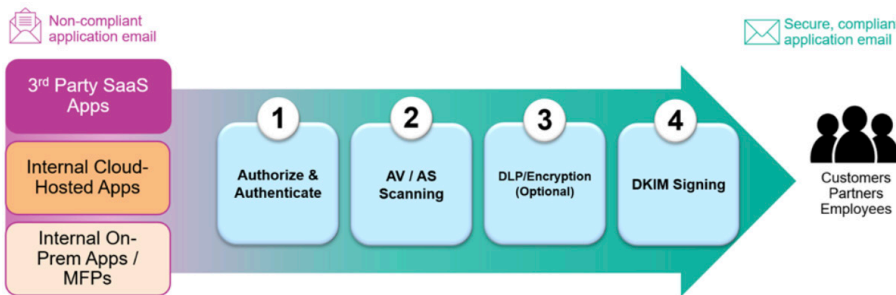 Non-compliant
application email
Secure, complian
application email
3rd Party SaaS
Apps
Internal Cloud-
Hosted Apps
Internal On-
Prem Apps /
MFPs
1
Authorize &
Authenticate
2
AV / AS
Scanning
3
DLP/Encryption
(Optional)
4
DKIM Signing
Customers
Partners
Employees